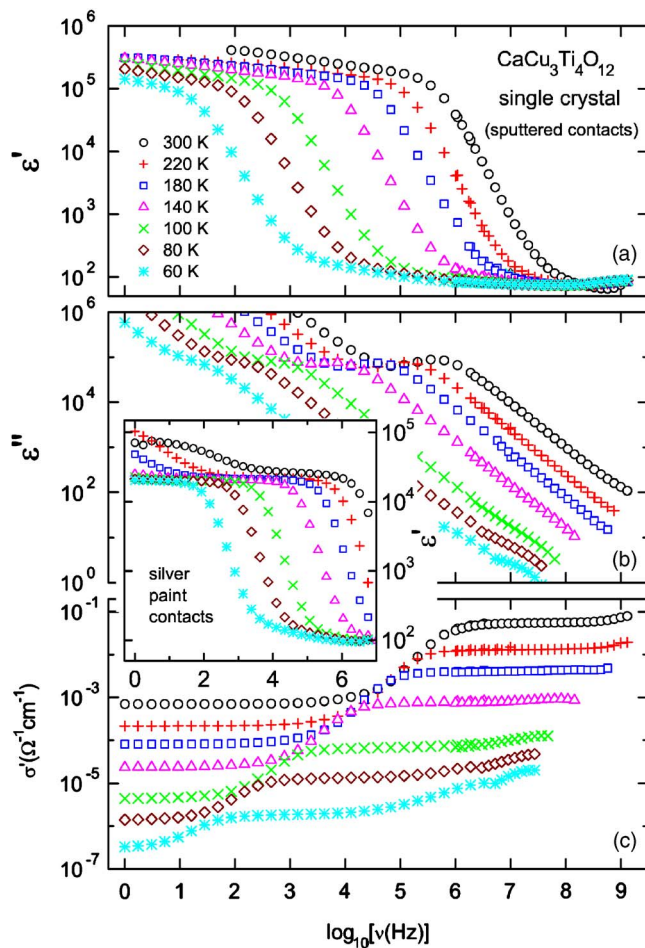 10^6
10^5
10^4
10^3
10^2
ε'
CaCu3Ti4O12
single crystal
(sputtered contacts)
300 K
220 K
180 K
140 K
100 K
80 K
60 K
(a)
10^6
10^4
10^2
10^0
ε''
(b)
10^5
10^4
10^3
10^2
ε'
silver
paint
contacts
0 2 4 6
10^-1
10^-3
10^-5
10^-7
σ'(Ω^-1cm^-1)
(c)
0 1 2 3 4 5 6 7 8 9
log10[ν(Hz)]